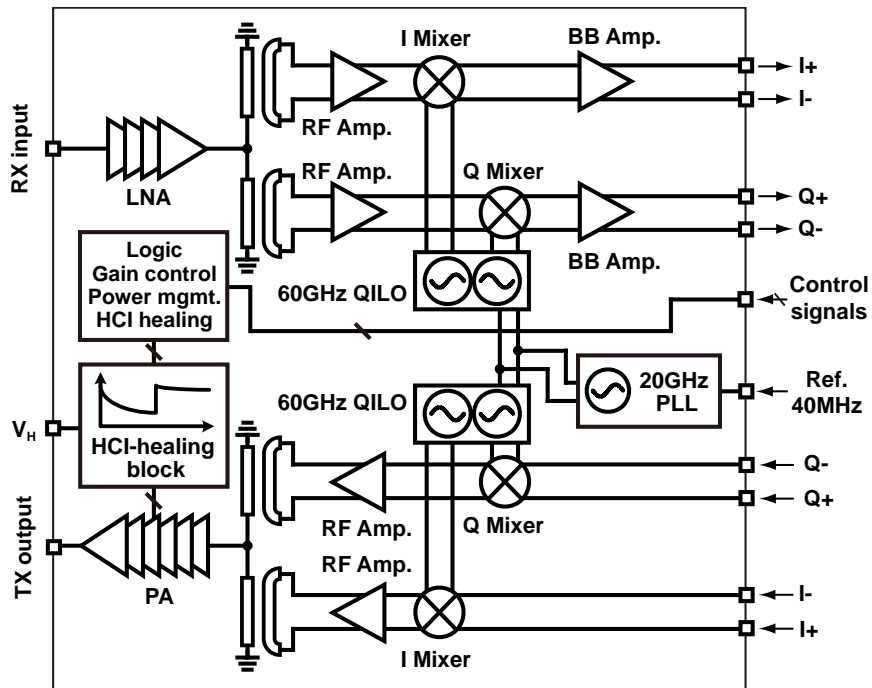 I Mixer
BB Amp.
I+
I-
RF Amp.
RX input
LNA
RF Amp.
Q Mixer
Q+
Q-
BB Amp.
Logic
Gain control
Power mgmt.
HCI healing
60GHz QILO
Control
signals
20GHz
PLL
Ref.
40MHz
60GHz QILO
VH
HCI-healing
block
Q-
Q+
RF Amp.
Q Mixer
TX output
PA
RF Amp.
I-
I+
I Mixer